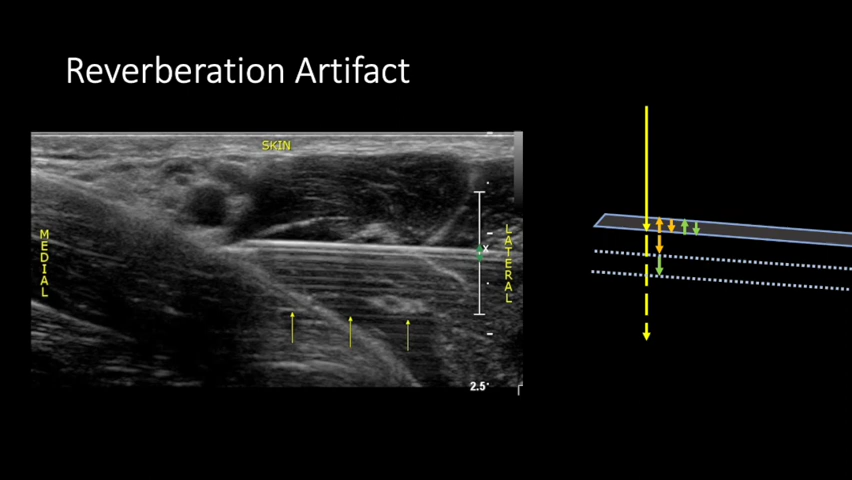 Reverberation Artifact
SKIN
MEDIAL
LATERAL
x
2.5